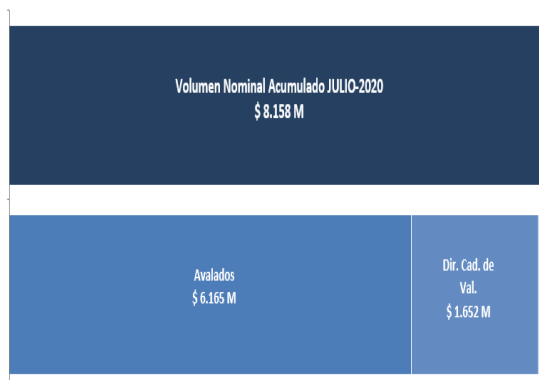 Volumen Nominal Acumulado JULIO-2020
$ 8.158 M
Avalados
$ 6.165 M
Dir. Cad. de
Val.
$ 1.652 M